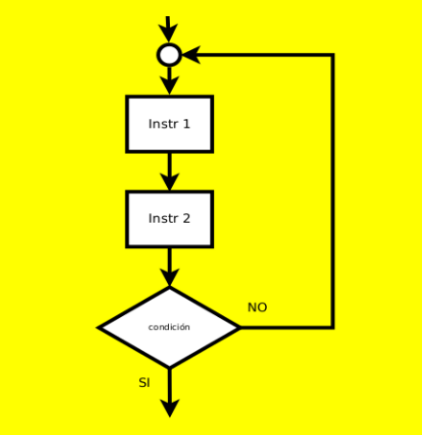 Instr 1
Instr 2
condición
NO
SI